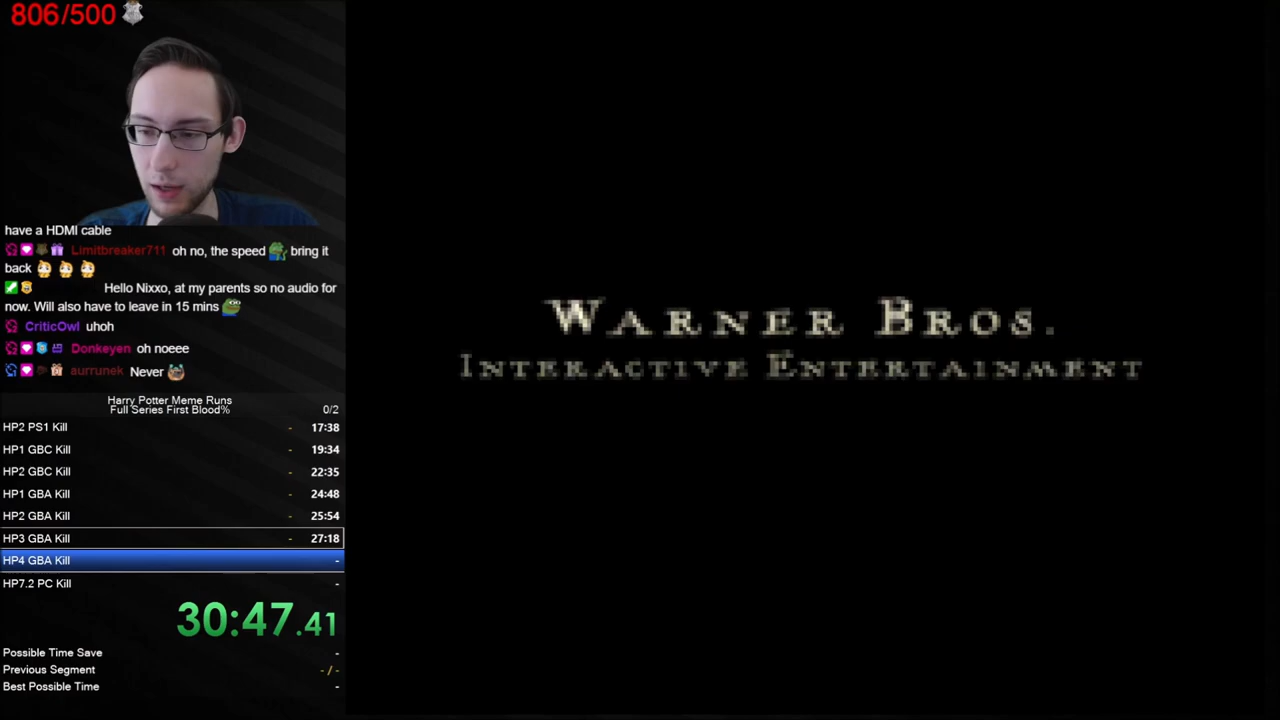 806/500
have a HDMI cable
Limitbreaker711 oh no, the speed bring it
back
Hello Nixxo, at my parents so no audio for
now. Will also have to leave in 15 mins
CriticOwl uhoh
Donkeyen oh noeee
aurrunek Never
Harry Potter Meme Runs
Full Series First Blood% 0/2
HP2 PS1 Kill - 17:38
HP1 GBC Kill - 19:34
HP2 GBC Kill - 22:35
HP1 GBA Kill - 24:48
HP2 GBA Kill - 25:54
HP3 GBA Kill - 27:18
HP4 GBA Kill -
HP7.2 PC Kill -
30:47.41
Possible Time Save -
Previous Segment - / -
Best Possible Time -
WARNER BROS.
INTERACTIVE ENTERTAINMENT